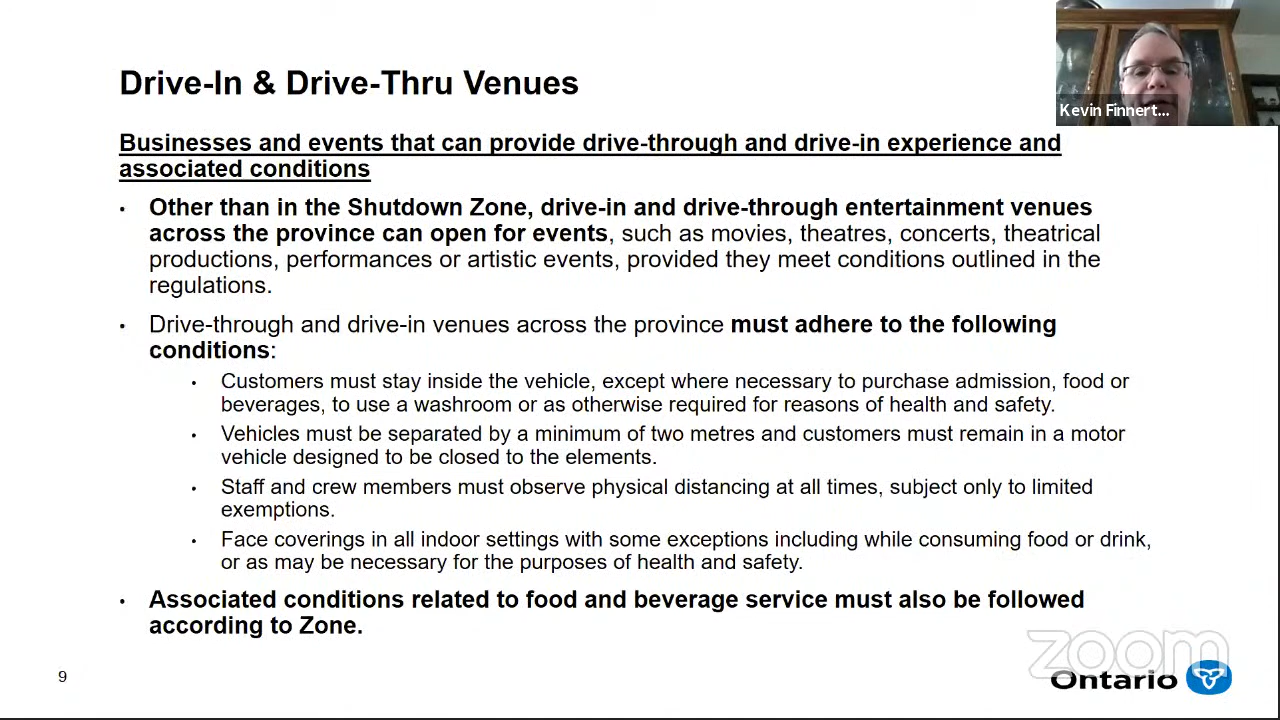 Drive-In & Drive-Thru Venues
Kevin Finnert...
Businesses and events that can provide drive-through and drive-in experience and
associated conditions
• Other than in the Shutdown Zone, drive-in and drive-through entertainment venues
across the province can open for events, such as movies, theatres, concerts, theatrical
productions, performances or artistic events, provided they meet conditions outlined in the
regulations.
• Drive-through and drive-in venues across the province must adhere to the following
conditions:
• Customers must stay inside the vehicle, except where necessary to purchase admission, food or
beverages, to use a washroom or as otherwise required for reasons of health and safety.
• Vehicles must be separated by a minimum of two metres and customers must remain in a motor
vehicle designed to be closed to the elements.
• Staff and crew members must observe physical distancing at all times, subject only to limited
exemptions.
• Face coverings in all indoor settings with some exceptions including while consuming food or drink,
or as may be necessary for the purposes of health and safety.
• Associated conditions related to food and beverage service must also be followed
according to Zone.
zoom
9
Ontario